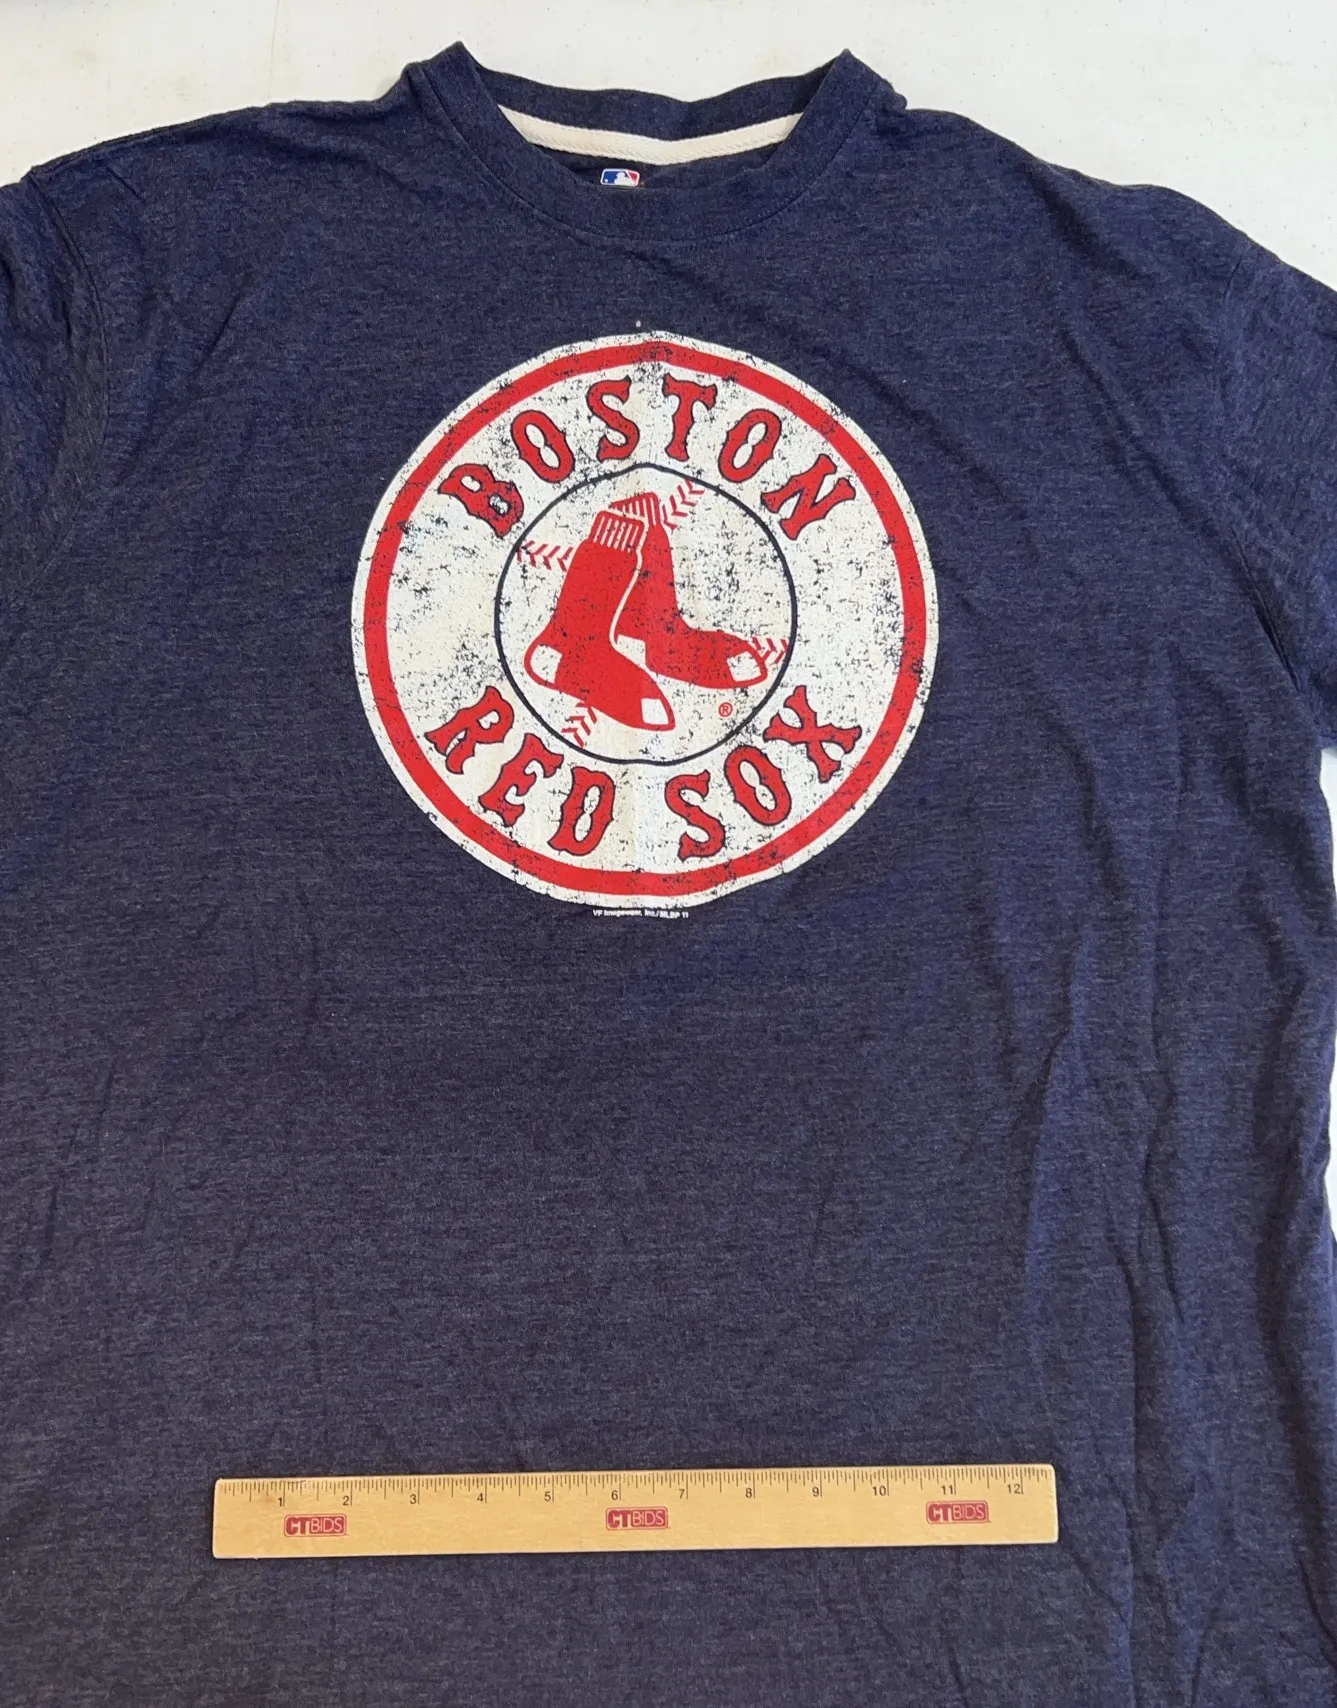 BOSTON
®
RED SOX
VF Imagewear, Inc./MLBP 11
1 2 3 4 5 6 7 8 9 10 11 12
CTBIDS CTBIDS CTBIDS